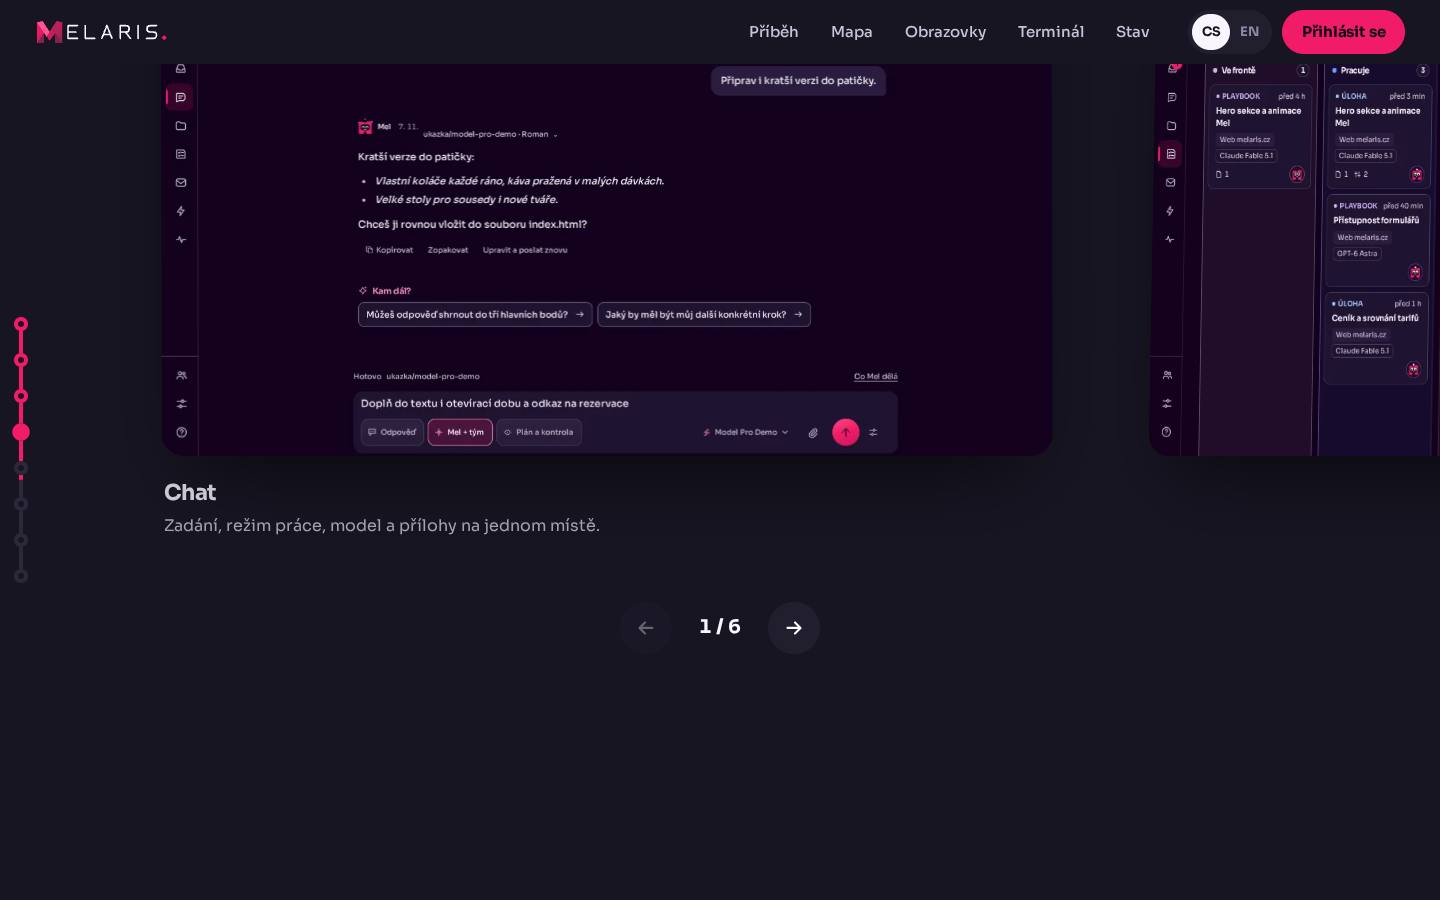 MELARIS.
Příběh
Mapa
Obrazovky
Terminál
Stav
CS
EN
Přihlásit se
Připrav i kratší verzi do patičky.
Mel 7. 11. ukazka/model-pro-demo · Roman
Kratší verze do patičky:
• Vlastní koláče každé ráno, káva pražená v malých dávkách.
• Velké stoly pro sousedy i nové tváře.
Chceš ji rovnou vložit do souboru index.html?
Kopírovat
Zopakovat
Upravit a poslat znovu
Kam dál?
Můžeš odpověď shrnout do tří hlavních bodů? →
Jaký by měl být můj další konkrétní krok? →
Hotovo ukazka/model-pro-demo
Co Mel dělá
Doplň do textu i otevírací dobu a odkaz na rezervace
Odpověď
Mel + tým
Plán a kontrola
Model Pro Demo
Ve frontě 1
PLAYBOOK před 4 h
Hero sekce a animace
Mel
Web melaris.cz
Claude Fable 5.1
1
Pracuje 3
ÚLOHA před 3 min
Hero sekce a animace
Mel
Web melaris.cz
Claude Fable 5.1
1 2
PLAYBOOK před 40 min
Přístupnost formulářů
Web melaris.cz
GPT-6 Astra
ÚLOHA před 1 h
Ceník a srovnání tarifů
Web melaris.cz
Claude Fable 5.1
Chat
Zadání, režim práce, model a přílohy na jednom místě.
← 1 / 6 →